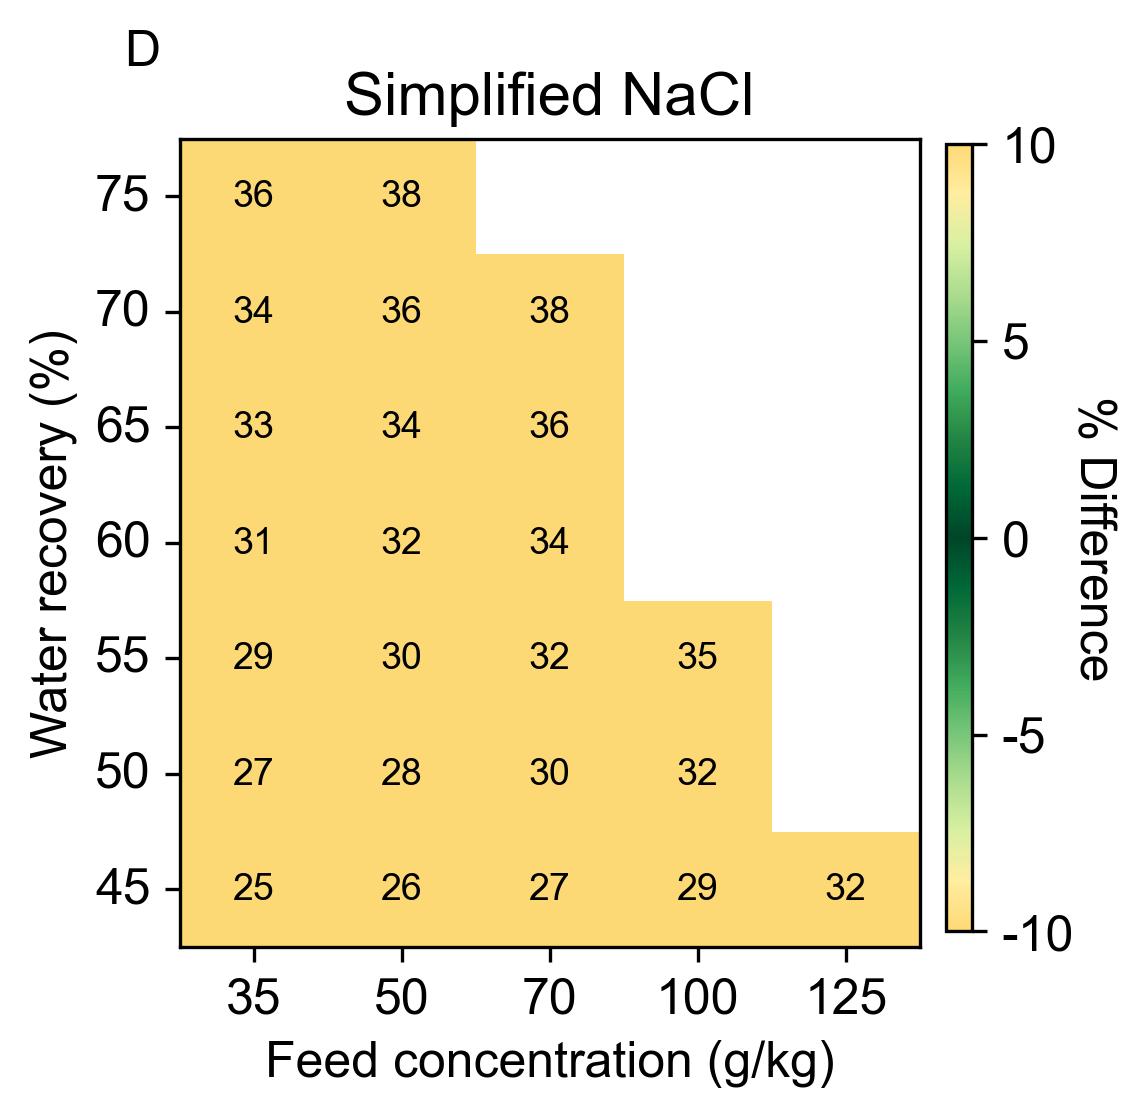 D
Simplified NaCl
75 36 38
70 34 36 38
65 33 34 36
60 31 32 34
55 29 30 32 35
50 27 28 30 32
45 25 26 27 29 32
35 50 70 100 125
Feed concentration (g/kg)
Water recovery (%)
10
5
0
-5
-10
% Difference